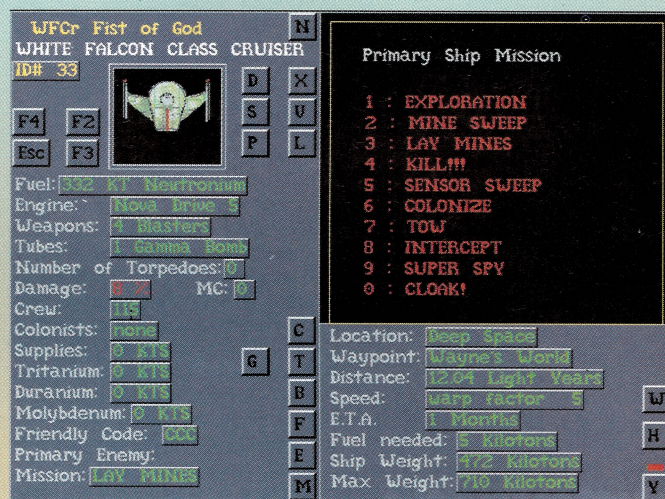 WFCr Fist of God
N
WHITE FALCON CLASS CRUISER
ID# 33
D X
F4 F2
S U
Esc F3
P L
Fuel: 332 KT Neutronium
Engine: Nova Drive 5
Weapons: 4 Blasters
Tubes: 1 Gamma Bomb
Number of Torpedoes: 0
Damage: MC: 0
Crew: 115
Colonists: none
Supplies: 0 KTS
Tritanium: 0 KTS
Duranium: 0 KTS
Molybdenum: 0 KTS
Friendly Code: CCC
Primary Enemy:
Mission: LAY MINES
C
G T
B
F
E
M
Primary Ship Mission
1 : EXPLORATION
2 : MINE SWEEP
3 : LAY MINES
4 : KILL!!!
5 : SENSOR SWEEP
6 : COLONIZE
7 : TOW
8 : INTERCEPT
9 : SUPER SPY
0 : CLOAK!
Location: Deep Space
Waypoint: Wayne's World
Distance: 12.04 Light Years
Speed: Warp factor 5
E.T.A. 1 Months
Fuel needed: 5 Kilotons
Ship Weight: 472 Kilotons
Max Weight: 710 Kilotons
W
H
V